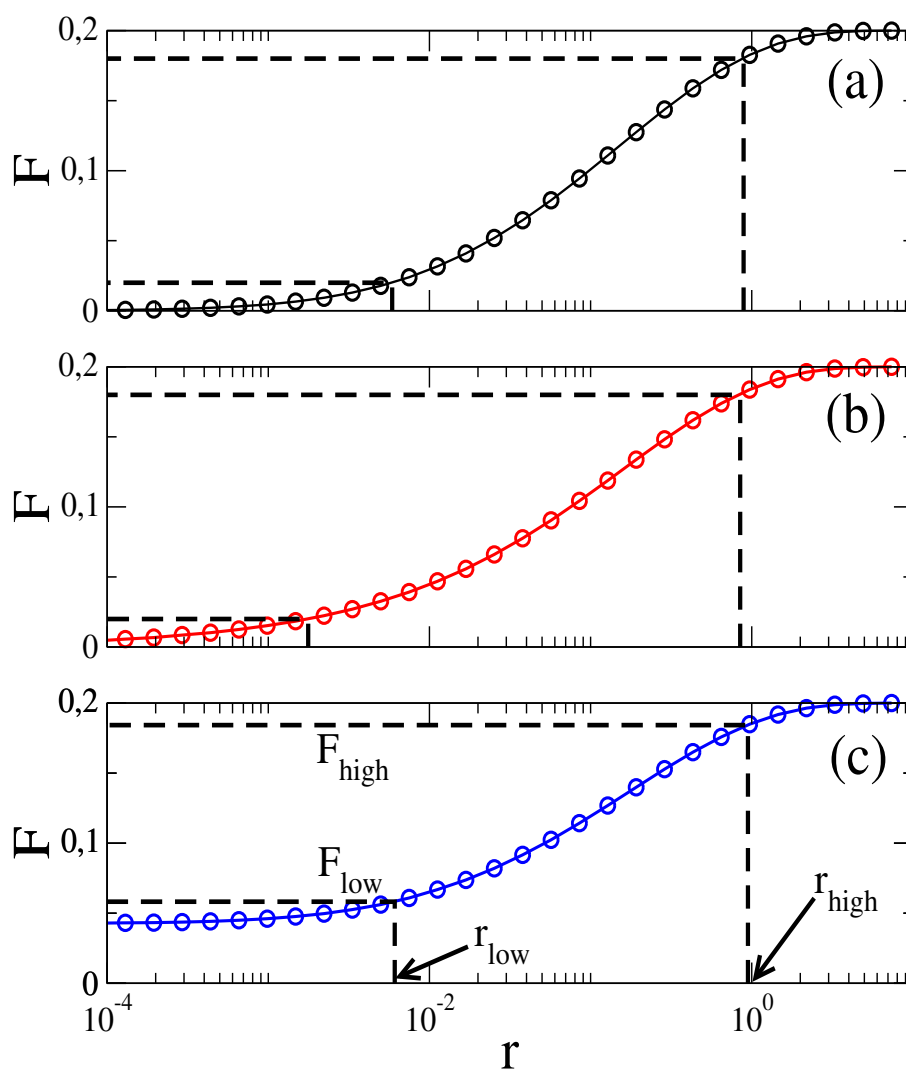 0,2
(a)
0,1
F
0
0,2
(b)
0,1
F
0
0,2
F_high
(c)
0,1
F
F_low
r_high
r_low
0
10^-4
10^-2
10^0
r